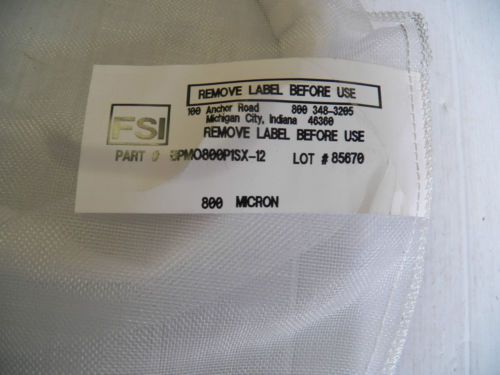 REMOVE LABEL BEFORE USE
FSI
100 Anchor Road 800 348-3205
Michigan City, Indiana 46360
REMOVE LABEL BEFORE USE
PART # BPMO800P1SX-12 LOT # 85670
800 MICRON